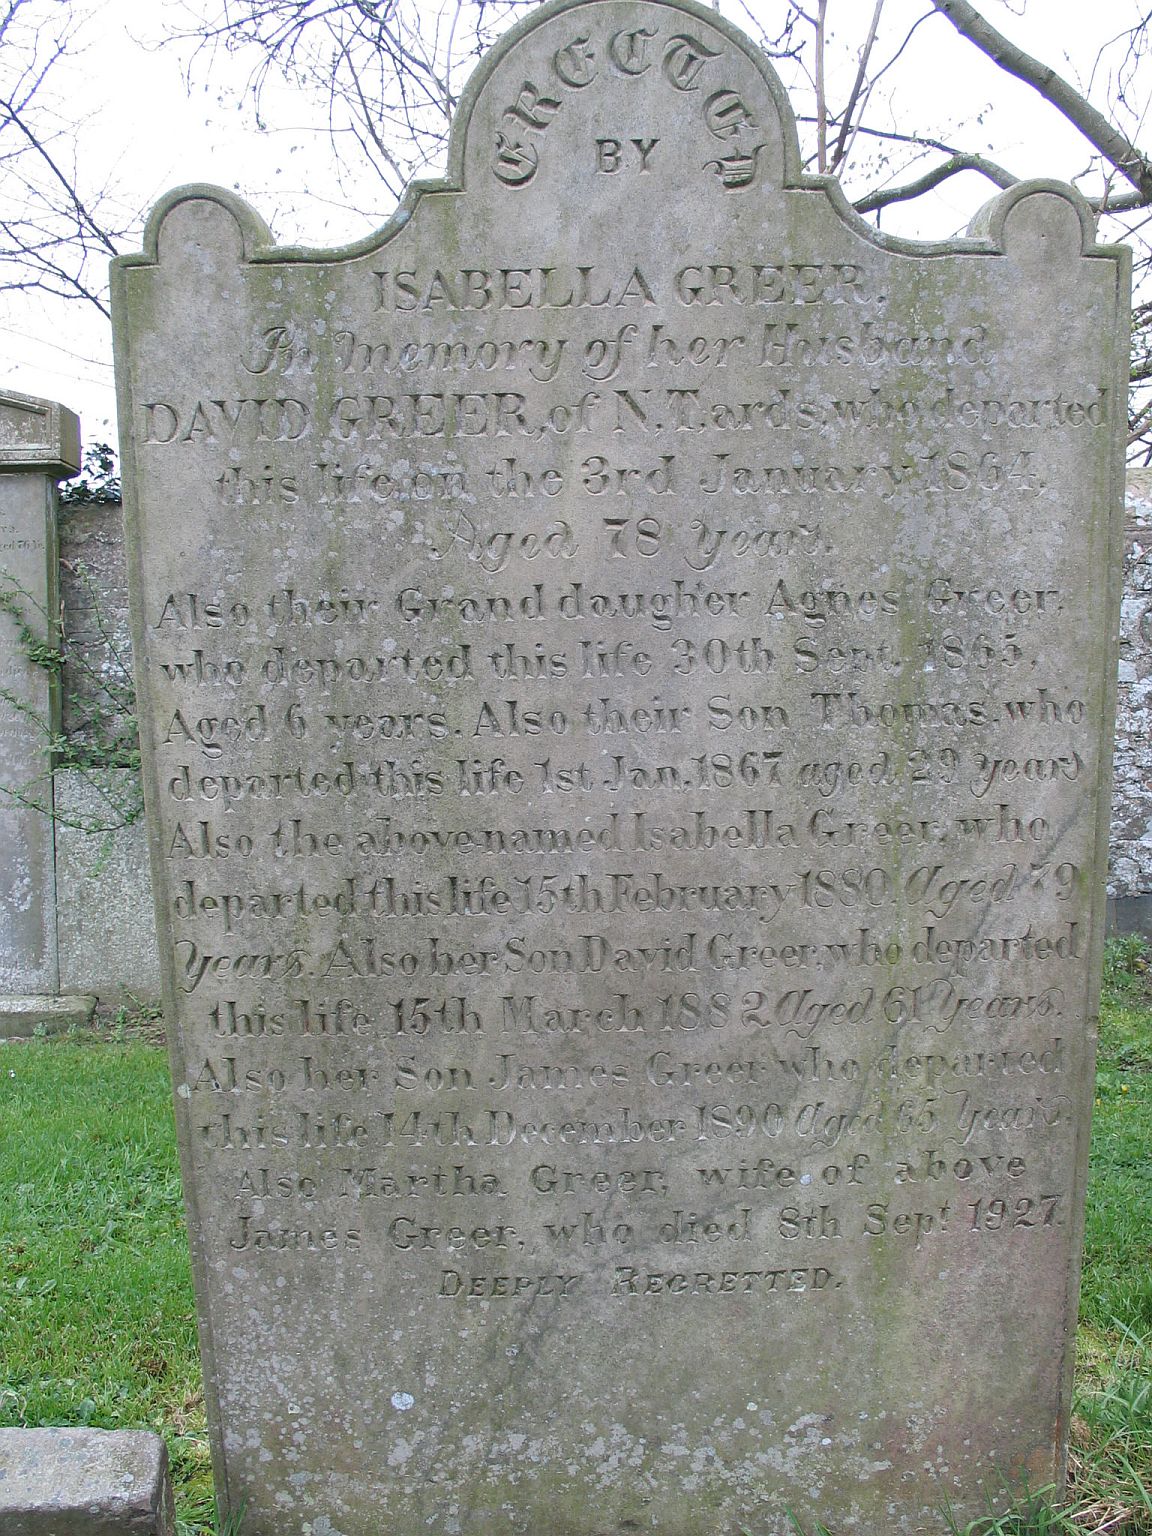 ERECTED
BY
ISABELLA GREER,
In memory of her Husband
DAVID GREER, of N.T.ards, who departed
this life on the 3rd January 1864,
Aged 78 years.
Also their Granddaugher Agnes Greer,
who departed this life 30th Sept. 1865,
Aged 6 years. Also their Son Thomas, who
departed this life 1st Jan. 1867 aged 29 years
Also the above-named Isabella Greer, who
departed this life 15th February 1880 Aged 79
Years. Also her Son David Greer, who departed
this life 15th March 1882 Aged 61 Years.
Also her Son James Greer who departed
this life 14th December 1890 Aged 65 Years.
Also Martha Greer, wife of above
James Greer, who died 8th Sept 1927.
DEEPLY REGRETTED.